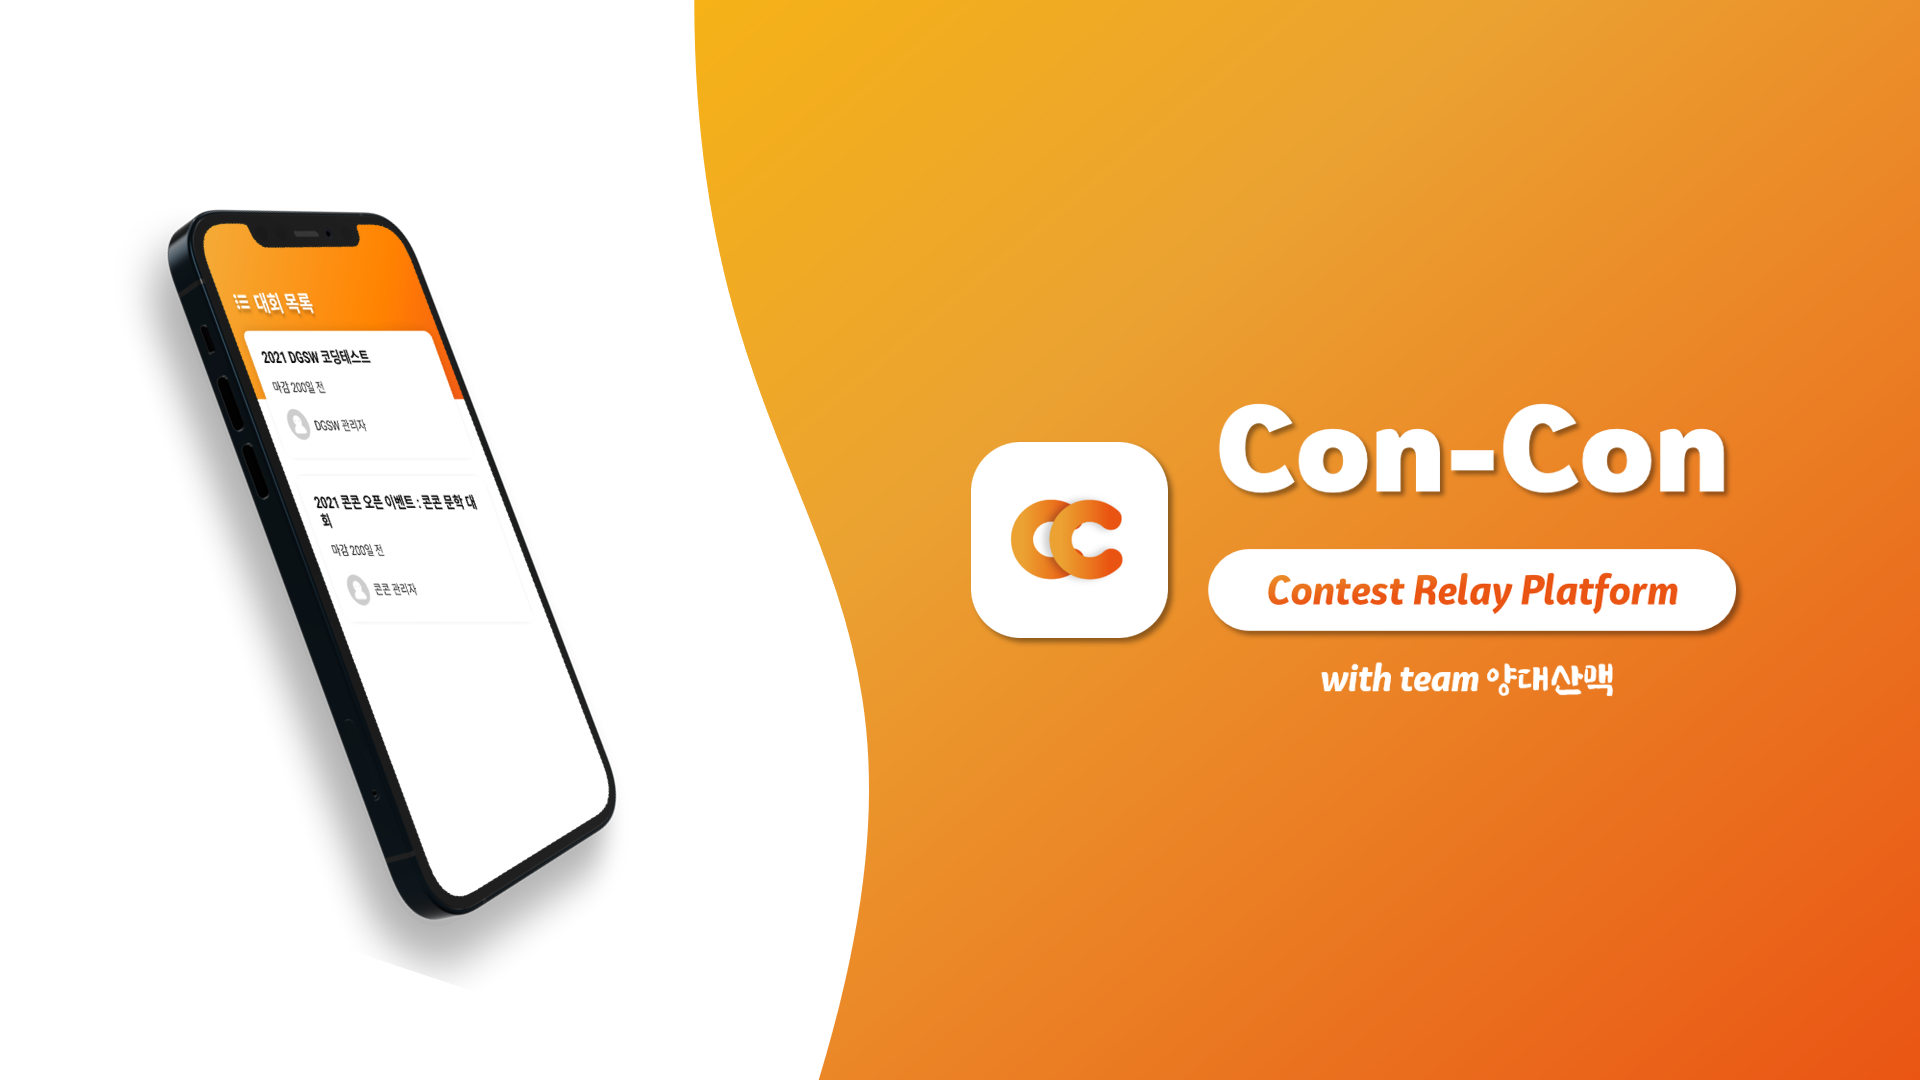 대회 목록
2021 DGSW 코딩테스트
마감 200일 전
DGSW 관리자
2021 콘콘 오픈 이벤트 : 콘콘 문학 대
회
마감 200일 전
콘콘 관리자
CC
Con-Con
Contest Relay Platform
with team 양대산맥